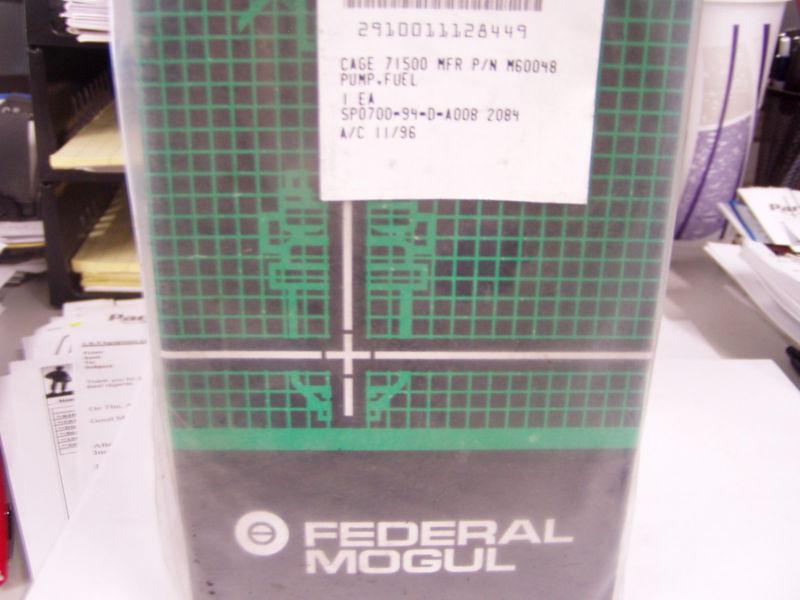 2910011128449
CAGE 71500 MFR P/N M60048
PUMP,FUEL
1 EA
SP0700-94-D-A008 2084
A/C 11/96
FEDERAL
MOGUL